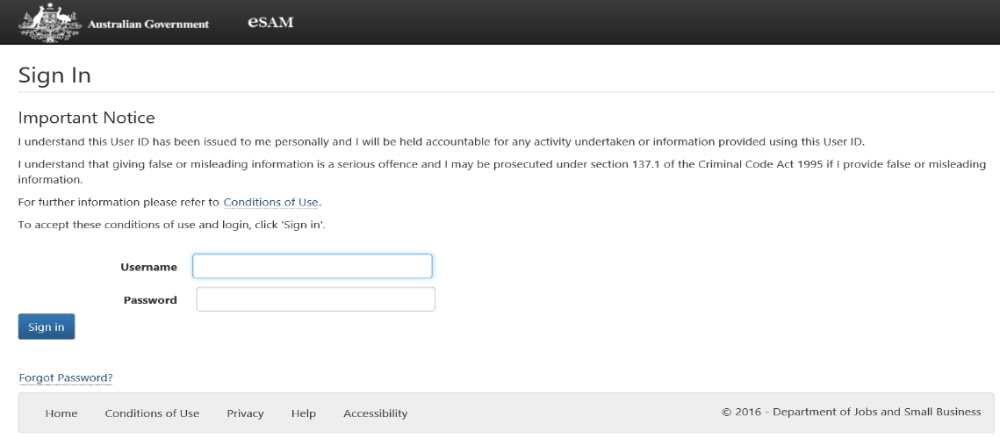 Australian Government eSAM
Sign In
Important Notice
I understand this User ID has been issued to me personally and I will be held accountable for any activity undertaken or information provided using this User ID.
I understand that giving false or misleading information is a serious offence and I may be prosecuted under section 137.1 of the Criminal Code Act 1995 if I provide false or misleading
information.
For further information please refer to Conditions of Use.
To accept these conditions of use and login, click 'Sign in'.
Username
Password
Sign in
Forgot Password?
Home Conditions of Use Privacy Help Accessibility © 2016 - Department of Jobs and Small Business